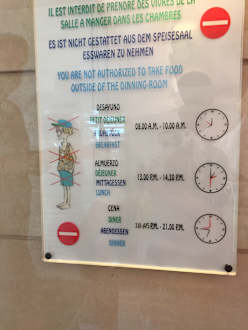 IL EST INTERDIT DE PRENDRE DES VIVRES DE LA
SALLE A MANGER DANS LES CHAMBRES
ES IST NICHT GESTATTET AUS DEM SPEISESAAL
ESSWAREN ZU NEHMEN
YOU ARE NOT AUTHORIZED TO TAKE FOOD
OUTSIDE OF THE DINNING-ROOM
DESAYUNO
PETIT DEJEUNER
BREAKFAST
08.00 A.M. - 10.00 A.M.
ALMUERZO
DÉJEUNER
MITTAGESSEN
LUNCH
13.00 P.M. - 14.30 P.M.
CENA
DINER
ABENDESSEN
DINNER
P.M. - 21.00 P.M.